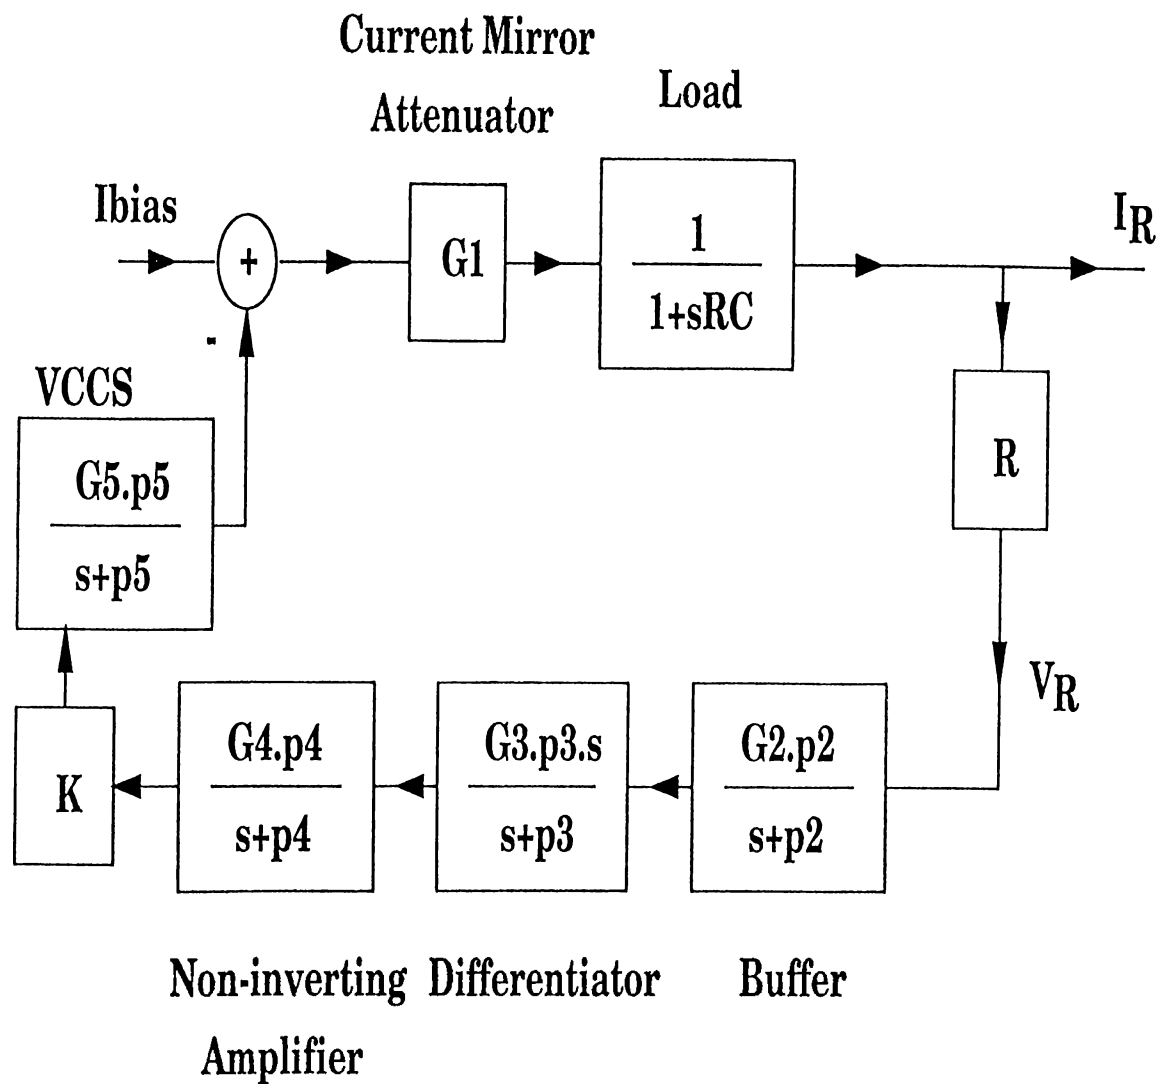 Current Mirror
Attenuator
Load
Ibias
+
G1
1
1+sRC
IR
-
VCCS
G5.p5
s+p5
R
VR
K
G4.p4
s+p4
G3.p3.s
s+p3
G2.p2
s+p2
Non-inverting
Amplifier
Differentiator
Buffer